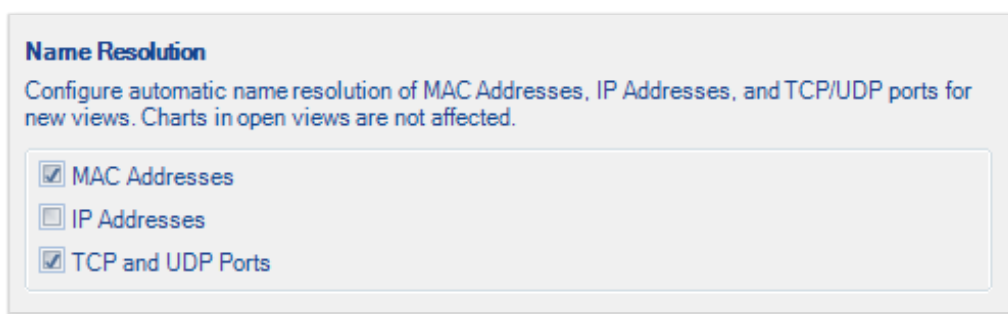 Name Resolution
Configure automatic name resolution of MAC Addresses, IP Addresses, and TCP/UDP ports for
new views. Charts in open views are not affected.
MAC Addresses
IP Addresses
TCP and UDP Ports